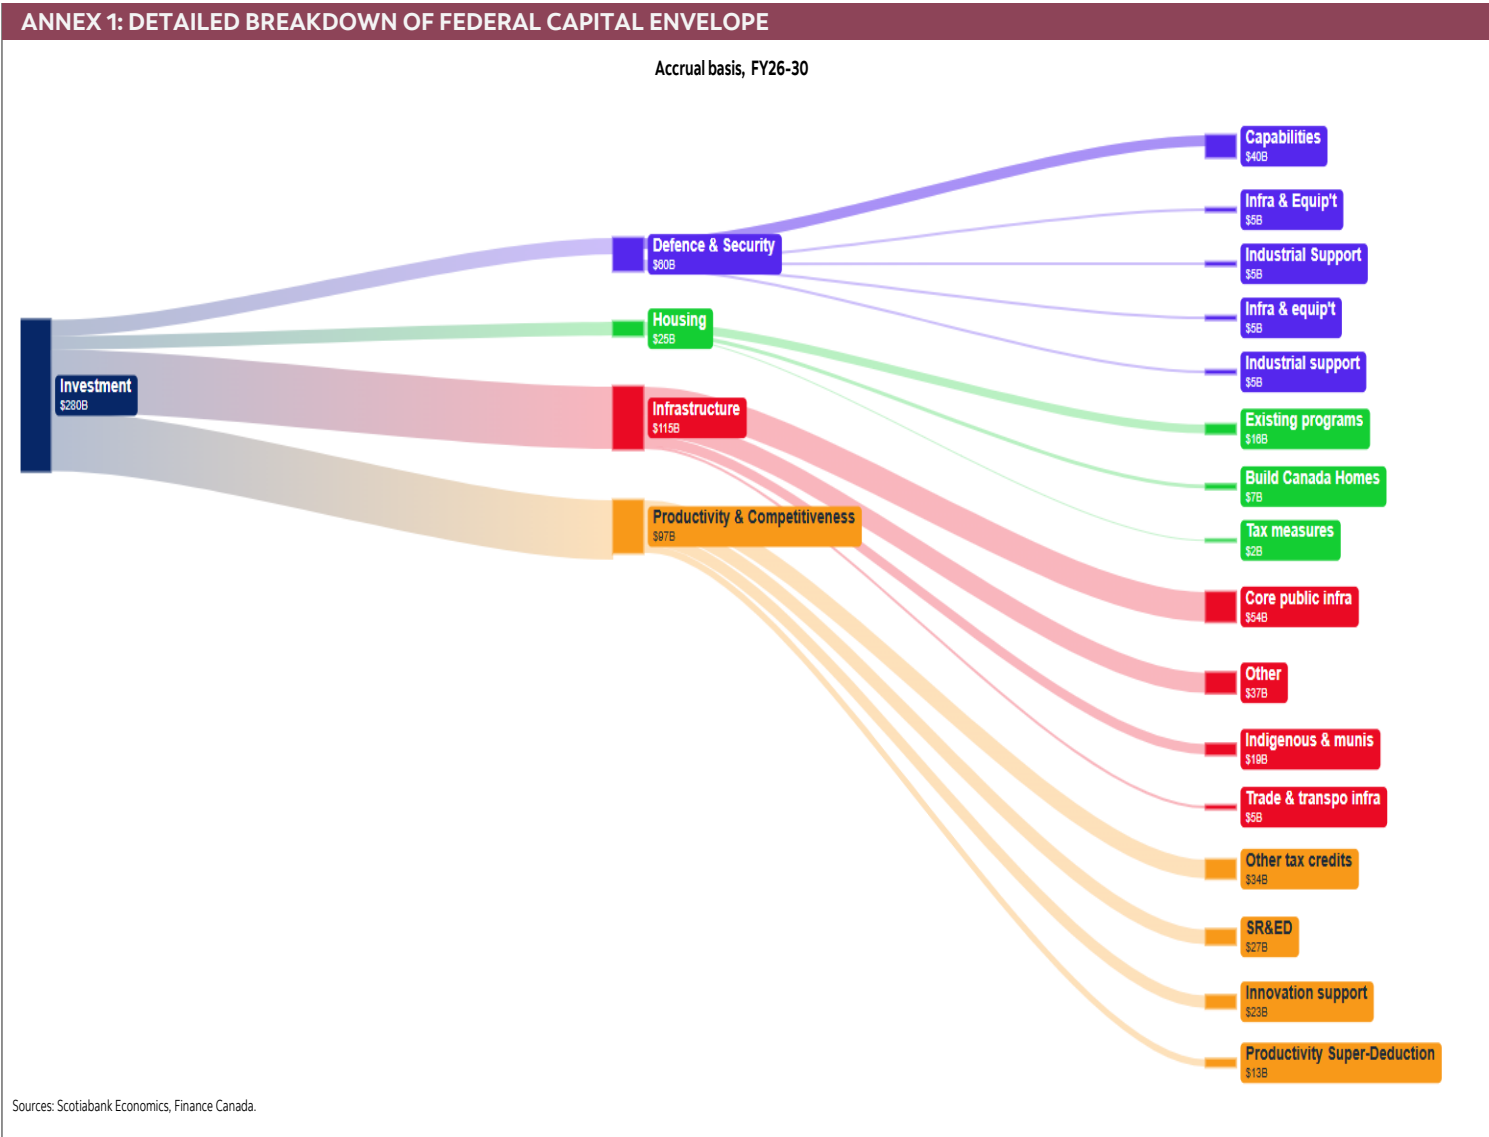 ANNEX 1: DETAILED BREAKDOWN OF FEDERAL CAPITAL ENVELOPE
Accrual basis, FY26-30
Investment
$280B
Defence & Security
$60B
Housing
$25B
Infrastructure
$115B
Productivity & Competitiveness
$97B
Capabilities
$40B
Infra & Equip't
$5B
Industrial Support
$5B
Infra & equip't
$5B
Industrial support
$5B
Existing programs
$16B
Build Canada Homes
$7B
Tax measures
$2B
Core public infra
$54B
Other
$37B
Indigenous & munis
$19B
Trade & transpo infra
$5B
Other tax credits
$34B
SR&ED
$27B
Innovation support
$23B
Productivity Super-Deduction
$13B
Sources: Scotiabank Economics, Finance Canada.